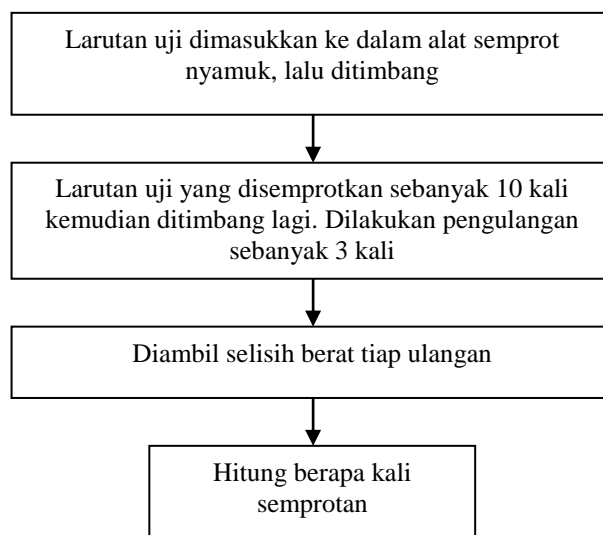 Larutan uji dimasukkan ke dalam alat semprot
nyamuk, lalu ditimbang
Larutan uji yang disemprotkan sebanyak 10 kali
kemudian ditimbang lagi. Dilakukan pengulangan
sebanyak 3 kali
Diambil selisih berat tiap ulangan
Hitung berapa kali
semprotan